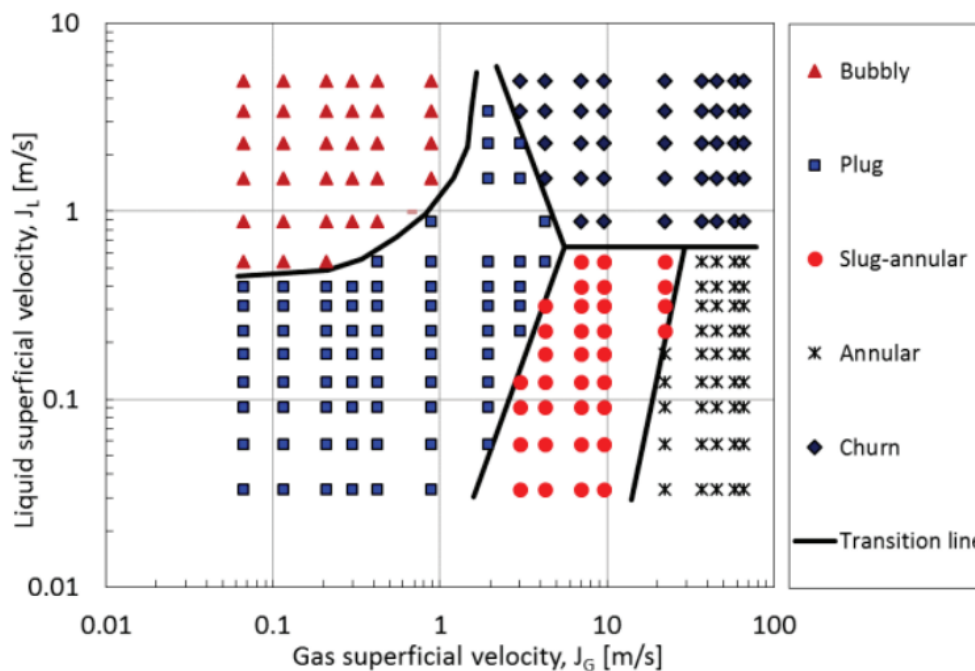 10
1
0.1
0.01
Liquid superficial velocity, J_L [m/s]
0.01 0.1 1 10 100
Gas superficial velocity, J_G [m/s]
Bubbly
Plug
Slug-annular
Annular
Churn
Transition line